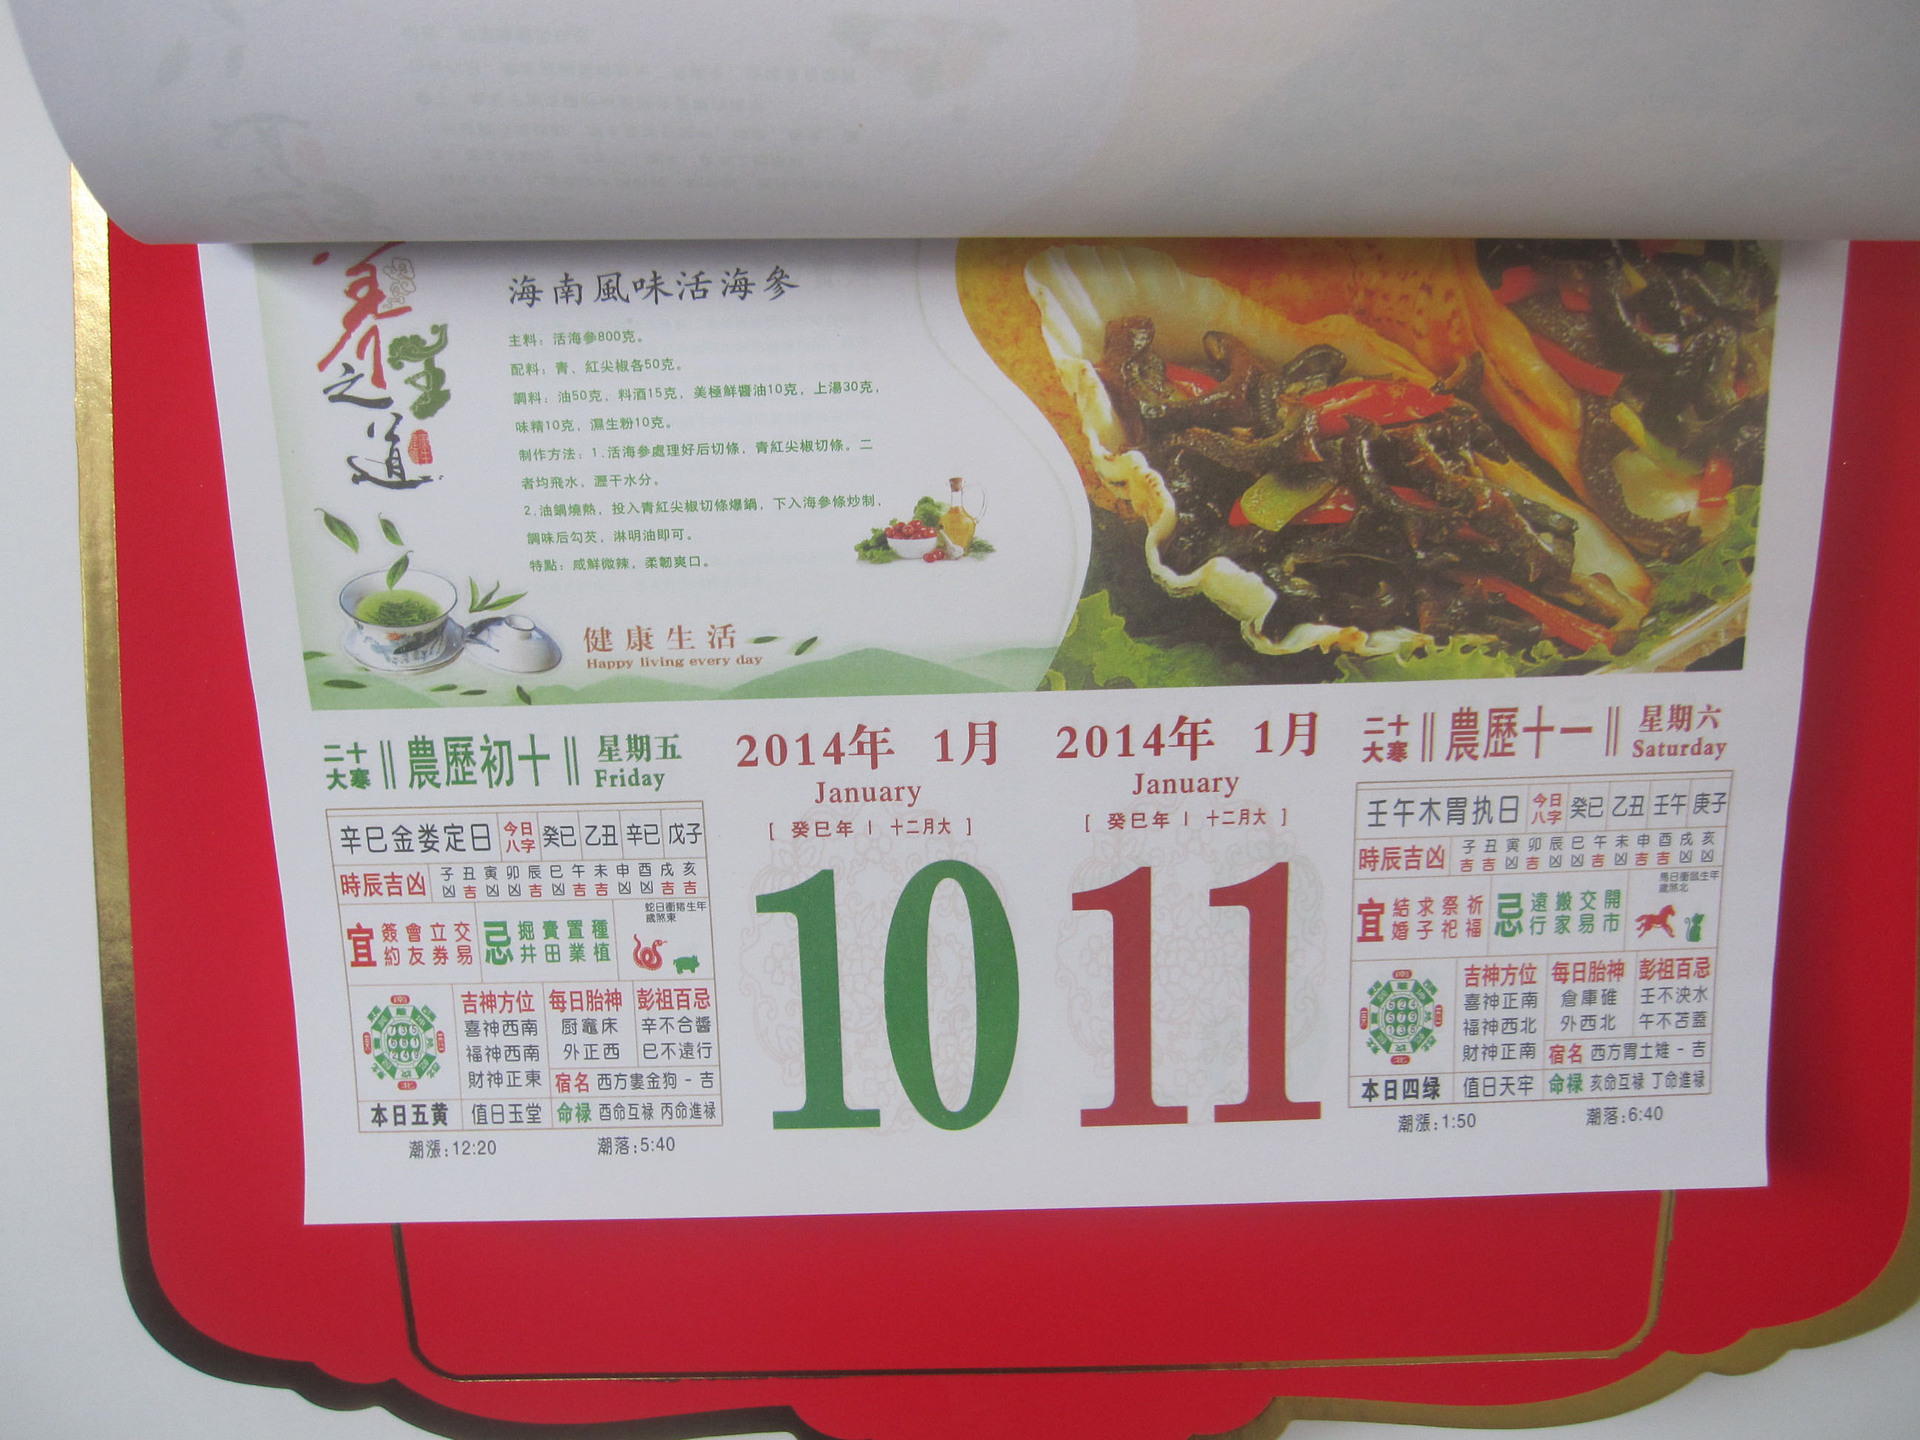 养生之道
海南風味活海參
主料：活海參800克。
配料：青、紅尖椒各50克。
調料：油50克，料酒15克，美極鮮醬油10克，上湯30克，
味精10克，濕生粉10克。
制作方法：1.活海參處理好后切條，青紅尖椒切條。二
者均飛水，瀝干水分。
2.油鍋燒熱，投入青紅尖椒切條爆鍋，下入海參條炒制，
調味后勾芡，淋明油即可。
特點：咸鮮微辣，柔韌爽口。
健康生活
Happy living every day
二十大寒 農歷初十 星期五 Friday
2014年 1月
January
[ 癸巳年 | 十二月大 ]
10
辛巳金娄定日 今日八字 癸巳 乙丑 辛巳 戊子
時辰吉凶 子丑寅卯辰巳午未申酉戌亥
凶吉凶凶吉凶吉吉凶凶吉吉
宜 簽約 會友 立券 交易 忌 掘井 賣田 置業 種植
蛇日衝猪生年
歲煞東
吉神方位 每日胎神 彭祖百忌
喜神西南 厨竈床 辛不合醬
福神西南 外正西 巳不遠行
財神正東 宿名 西方婁金狗－吉
本日五黄 值日玉堂 命禄 酉命互禄 丙命進禄
潮漲：12:20 潮落：5:40
2014年 1月
January
[ 癸巳年 | 十二月大 ]
11
二十大寒 農歷十一 星期六 Saturday
壬午木胃执日 今日八字 癸巳 乙丑 壬午 庚子
時辰吉凶 子丑寅卯辰巳午未申酉戌亥
吉吉凶吉凶凶吉凶吉吉凶凶
宜 結婚 求子 祭祀 祈福 忌 遠行 搬家 交易 開市
馬日衝鼠生年
歲煞北
吉神方位 每日胎神 彭祖百忌
喜神正南 倉庫碓 壬不泱水
福神西北 外西北 午不苫蓋
財神正南 宿名 西方胃土雉－吉
本日四绿 值日天牢 命禄 亥命互禄 丁命進禄
潮漲：1:50 潮落：6:40